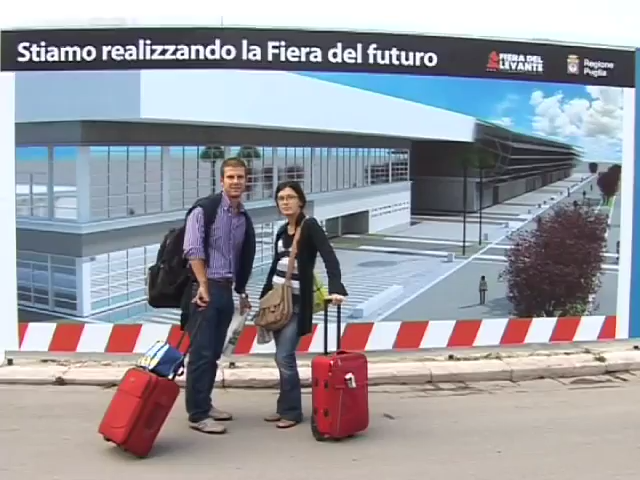 Stiamo realizzando la Fiera del futuro
FIERA DEL
LEVANTE
Regione
Puglia